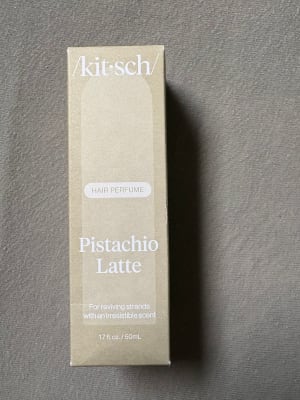 /kit•sch/
HAIR PERFUME
Pistachio
Latte
For reviving strands
with an irresistible scent
1.7 fl. oz. / 50mL